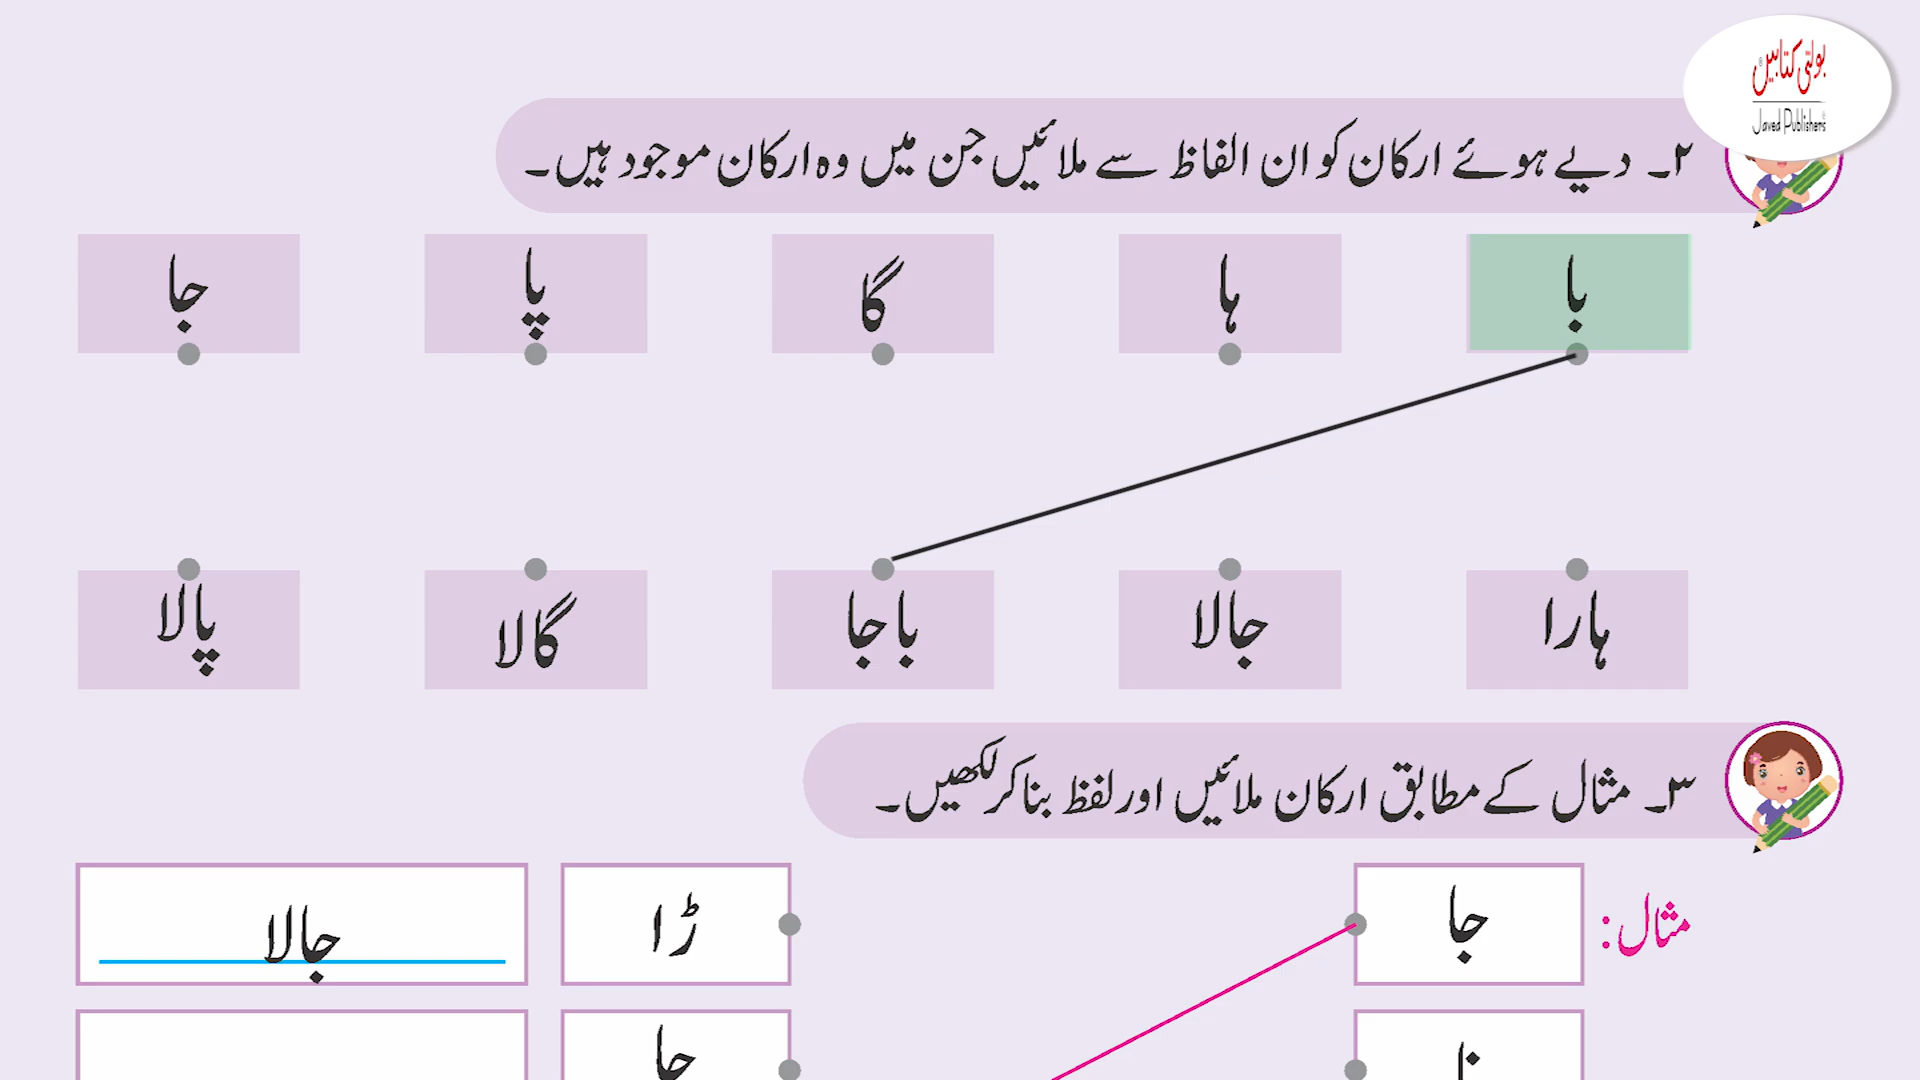 بولتی کتابیں
Javed Publishers
۲۔ دیے ہوئے ارکان کو ان الفاظ سے ملائیں جن میں وہ ارکان موجود ہیں۔
با ہا گا پا جا
ہارا جالا باجا گالا پالا
۳۔ مثال کے مطابق ارکان ملائیں اور لفظ بنا کر لکھیں۔
مثال: جا ڑا جالا
جا